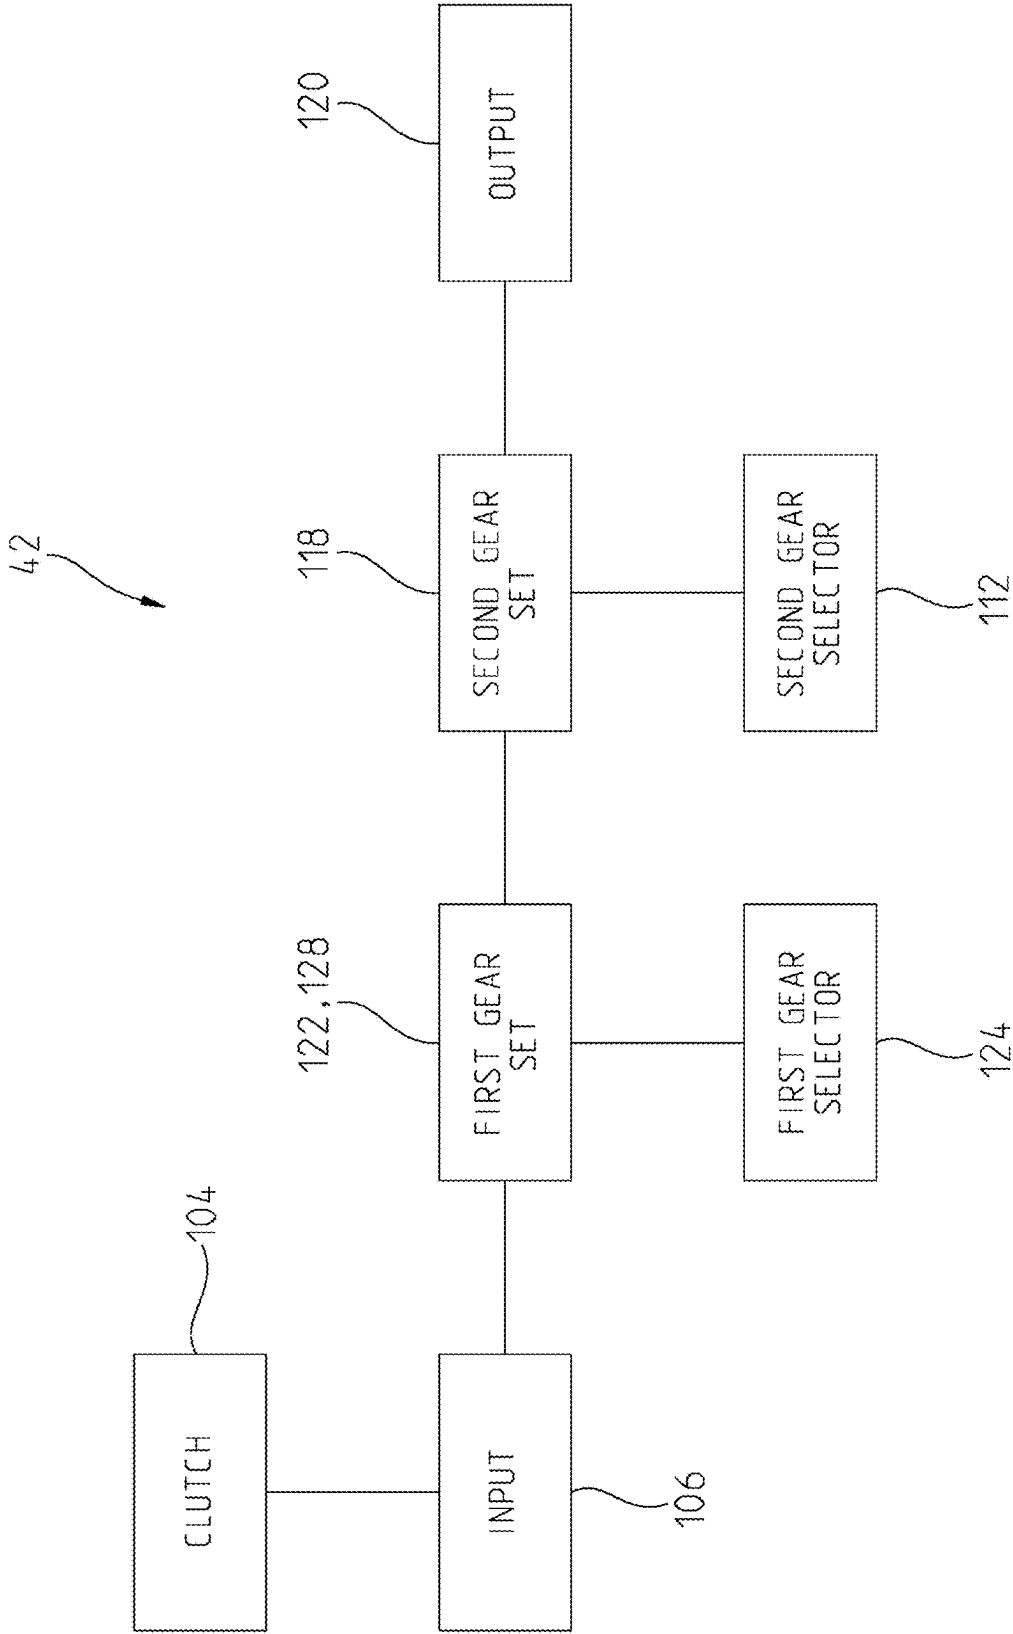 42
CLUTCH
104
122,128
118
120
INPUT
FIRST GEAR
SET
SECOND GEAR
SET
OUTPUT
106
FIRST GEAR
SELECTOR
SECOND GEAR
SELECTOR
124
112